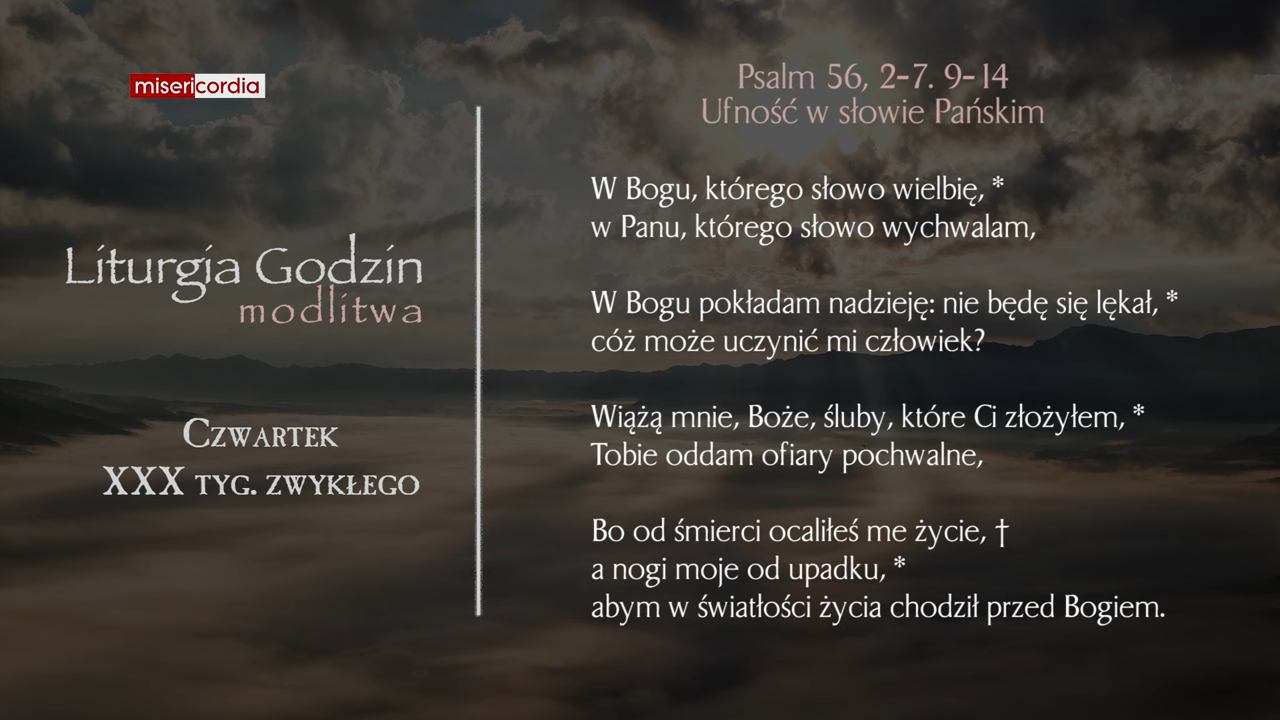 misericordia
Liturgia Godzin
modlitwa
Czwartek
XXX tyg. zwykłego
Psalm 56, 2-7. 9-14
Ufność w słowie Pańskim
W Bogu, którego słowo wielbię, *
w Panu, którego słowo wychwalam,
W Bogu pokładam nadzieję: nie będę się lękał, *
cóż może uczynić mi człowiek?
Wiążą mnie, Boże, śluby, które Ci złożyłem, *
Tobie oddam ofiary pochwalne,
Bo od śmierci ocaliłeś me życie, †
a nogi moje od upadku, *
abym w światłości życia chodził przed Bogiem.